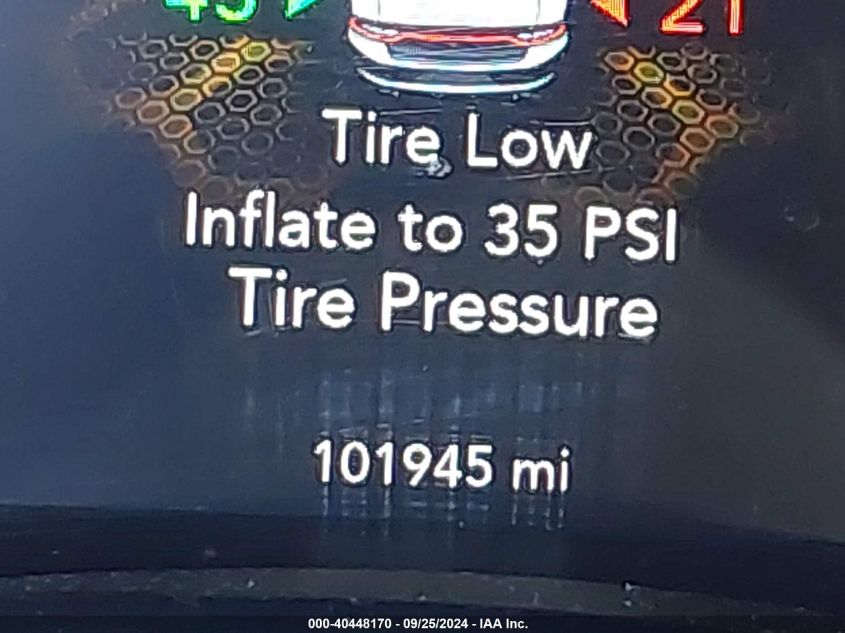 Tire Low
Inflate to 35 PSI
Tire Pressure
101945 mi
000-40448170 - 09/25/2024 - IAA Inc.